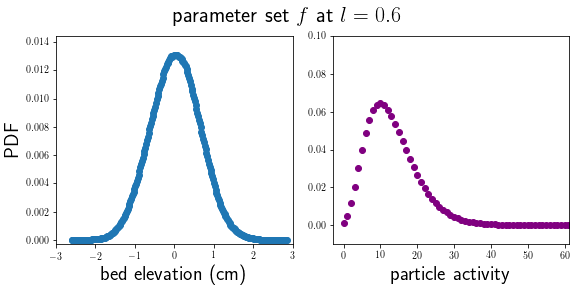 parameter set f at l = 0.6
PDF
0.014
0.012
0.010
0.008
0.006
0.004
0.002
0.000
−3 −2 −1 0 1 2 3
bed elevation (cm)
0.10
0.08
0.06
0.04
0.02
0.00
0 10 20 30 40 50 60
particle activity